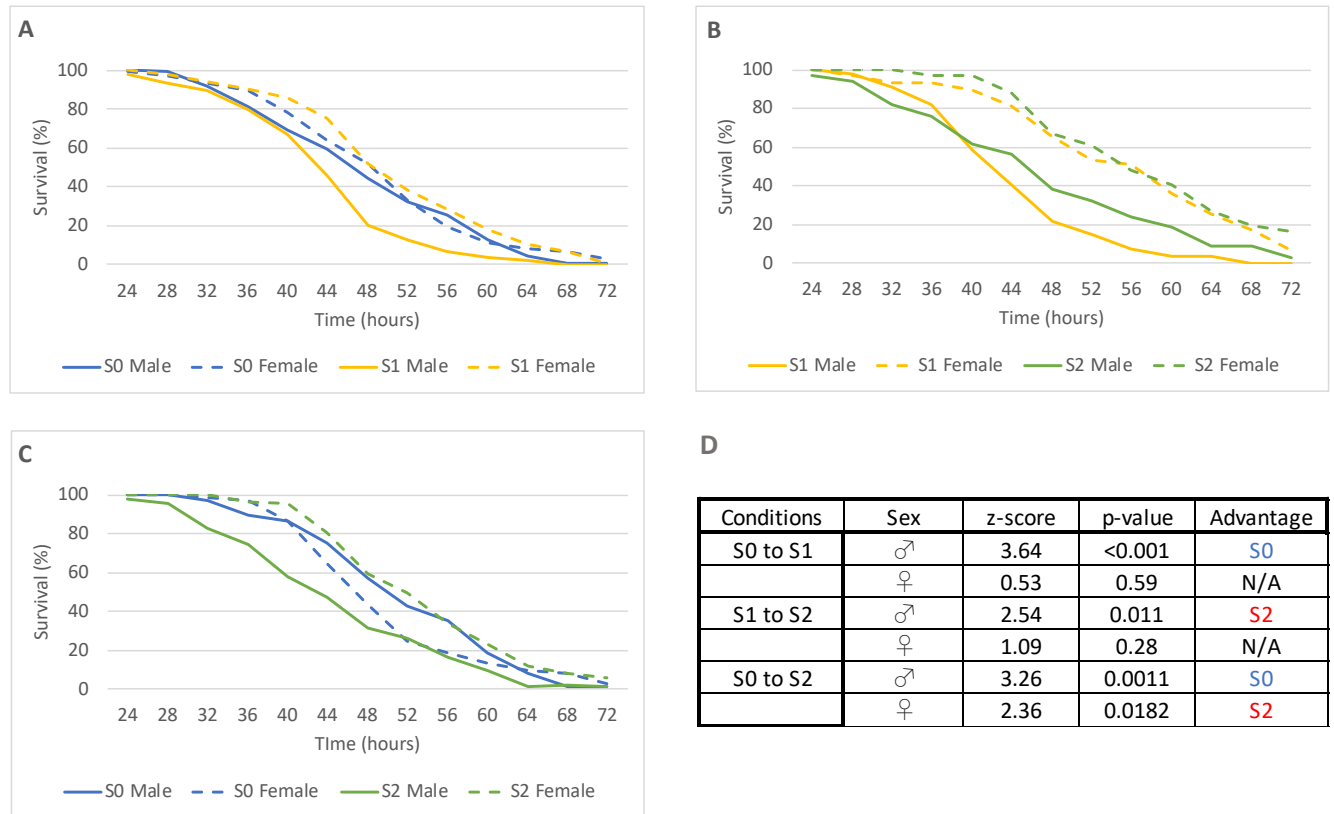 A
Survival (%)
100
80
60
40
20
0
24 28 32 36 40 44 48 52 56 60 64 68 72
Time (hours)
S0 Male S0 Female S1 Male S1 Female
B
Survival (%)
100
80
60
40
20
0
24 28 32 36 40 44 48 52 56 60 64 68 72
Time (hours)
S1 Male S1 Female S2 Male S2 Female
C
Survival (%)
100
80
60
40
20
0
24 28 32 36 40 44 48 52 56 60 64 68 72
TIme (hours)
S0 Male S0 Female S2 Male S2 Female
D
Conditions Sex z-score p-value Advantage
S0 to S1 ♂ 3.64 <0.001 S0
♀ 0.53 0.59 N/A
S1 to S2 ♂ 2.54 0.011 S2
♀ 1.09 0.28 N/A
S0 to S2 ♂ 3.26 0.0011 S0
♀ 2.36 0.0182 S2